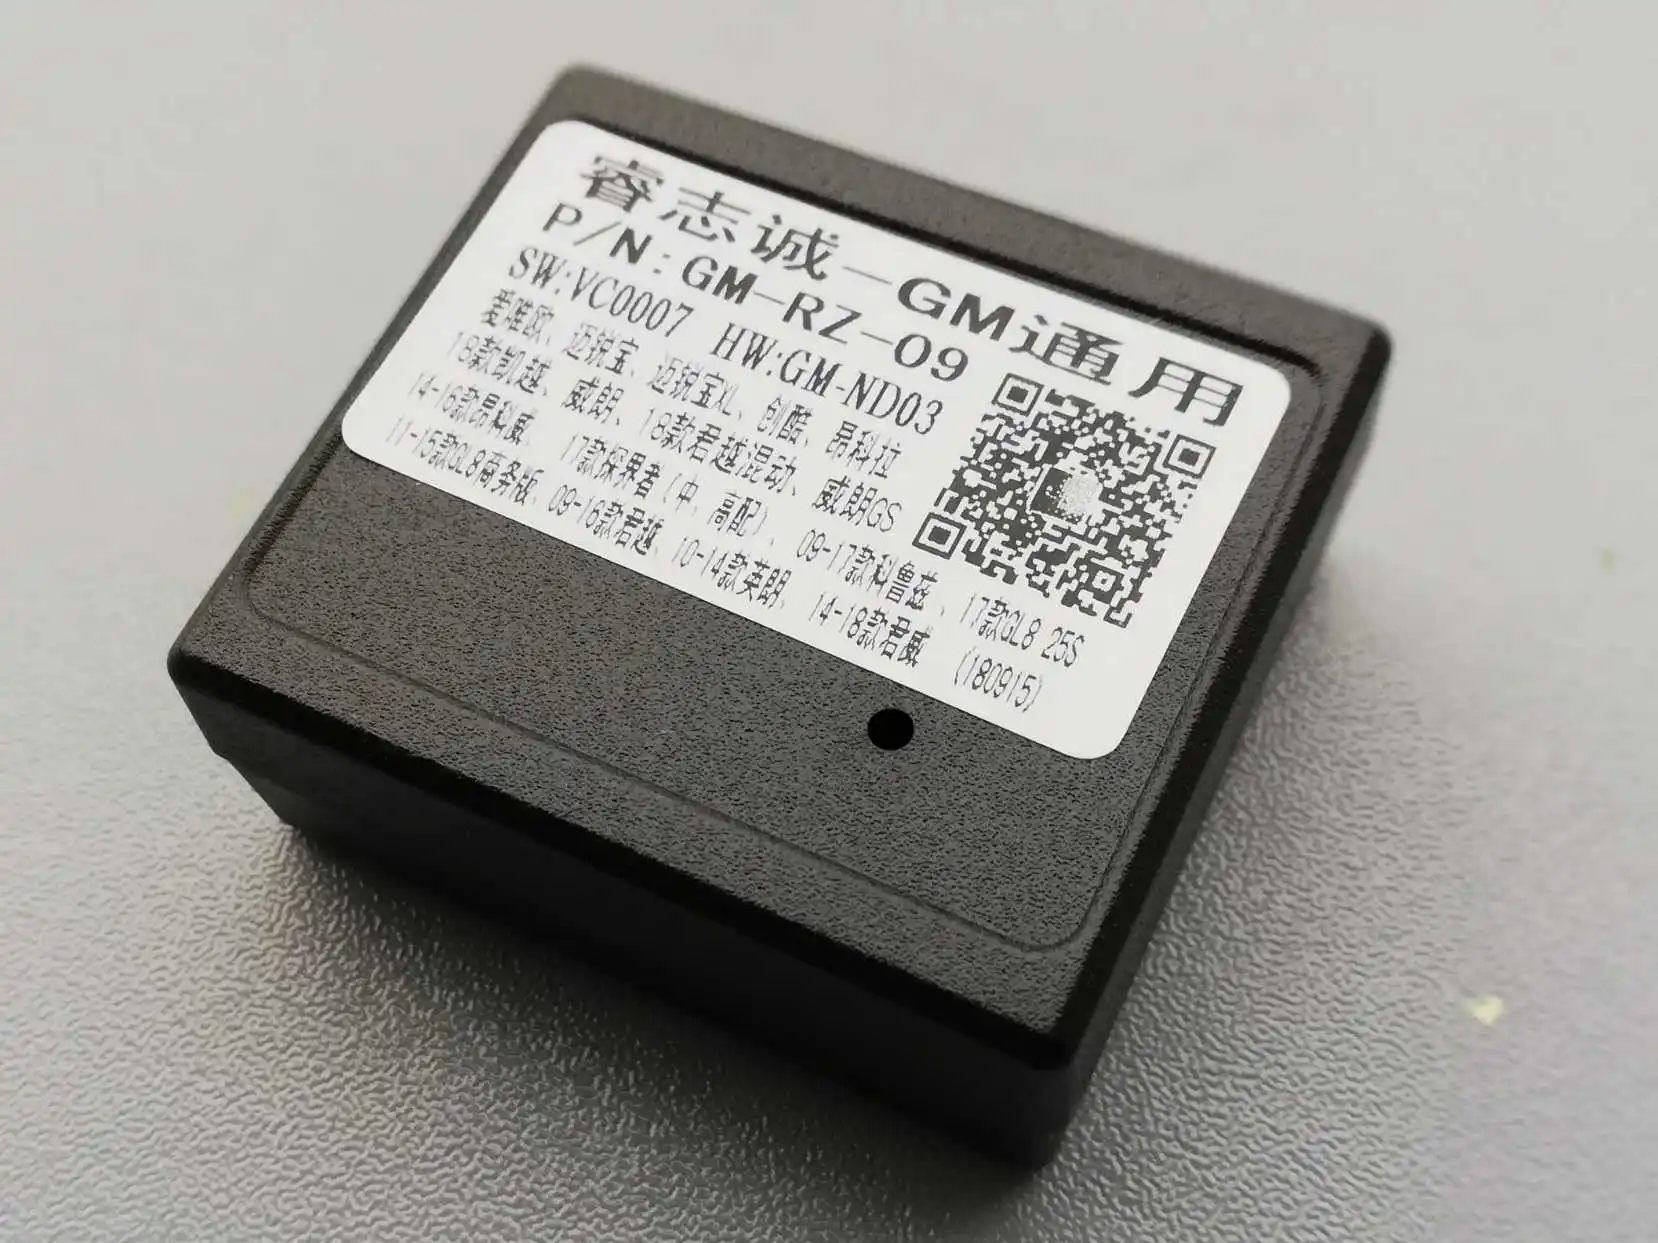 睿志诚-GM通用
P/N:GM-RZ-09
SW:VC0007 HW:GM-ND03
爱唯欧、迈锐宝、迈锐宝XL、创酷、昂科拉
18款凯越、威朗、18款君越混动、威朗GS
14-16款昂科威、17款探界者(中、高配)、09-17款科鲁兹、17款GL8 25S
11-15款GL8商务版、09-16款君越、10-14款英朗、14-18款君威 (180915)